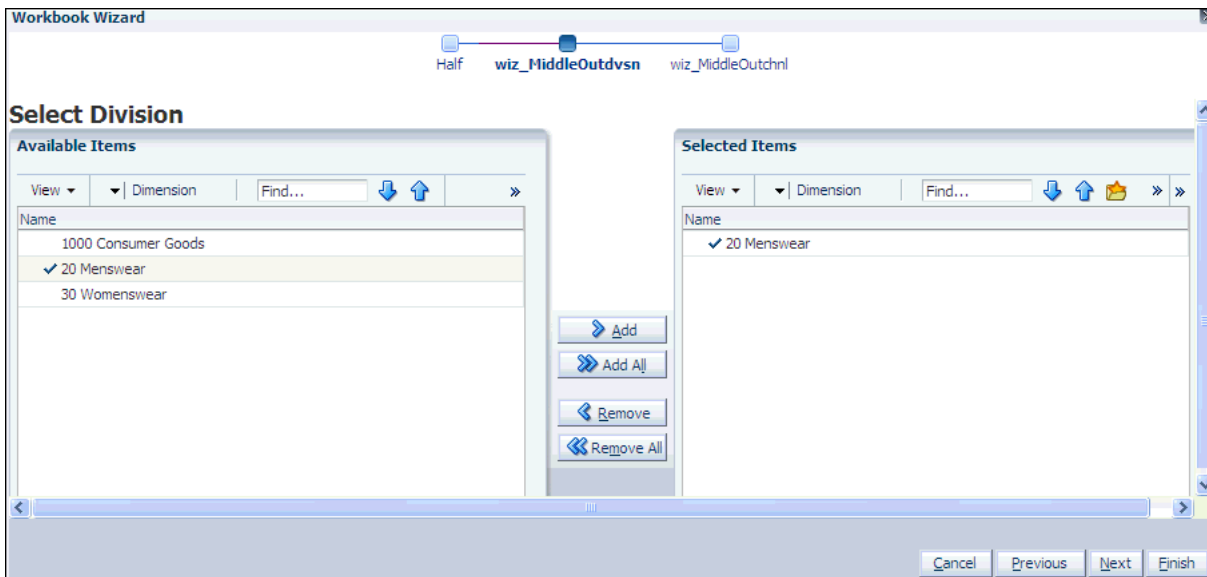 Workbook Wizard
Half wiz_MiddleOutdvsn wiz_MiddleOutchnl
Select Division
Available Items
View Dimension Find... »
Name
1000 Consumer Goods
20 Menswear
30 Womenswear
Add
Add All
Remove
Remove All
Selected Items
View Dimension Find... » »
Name
20 Menswear
Cancel Previous Next Finish